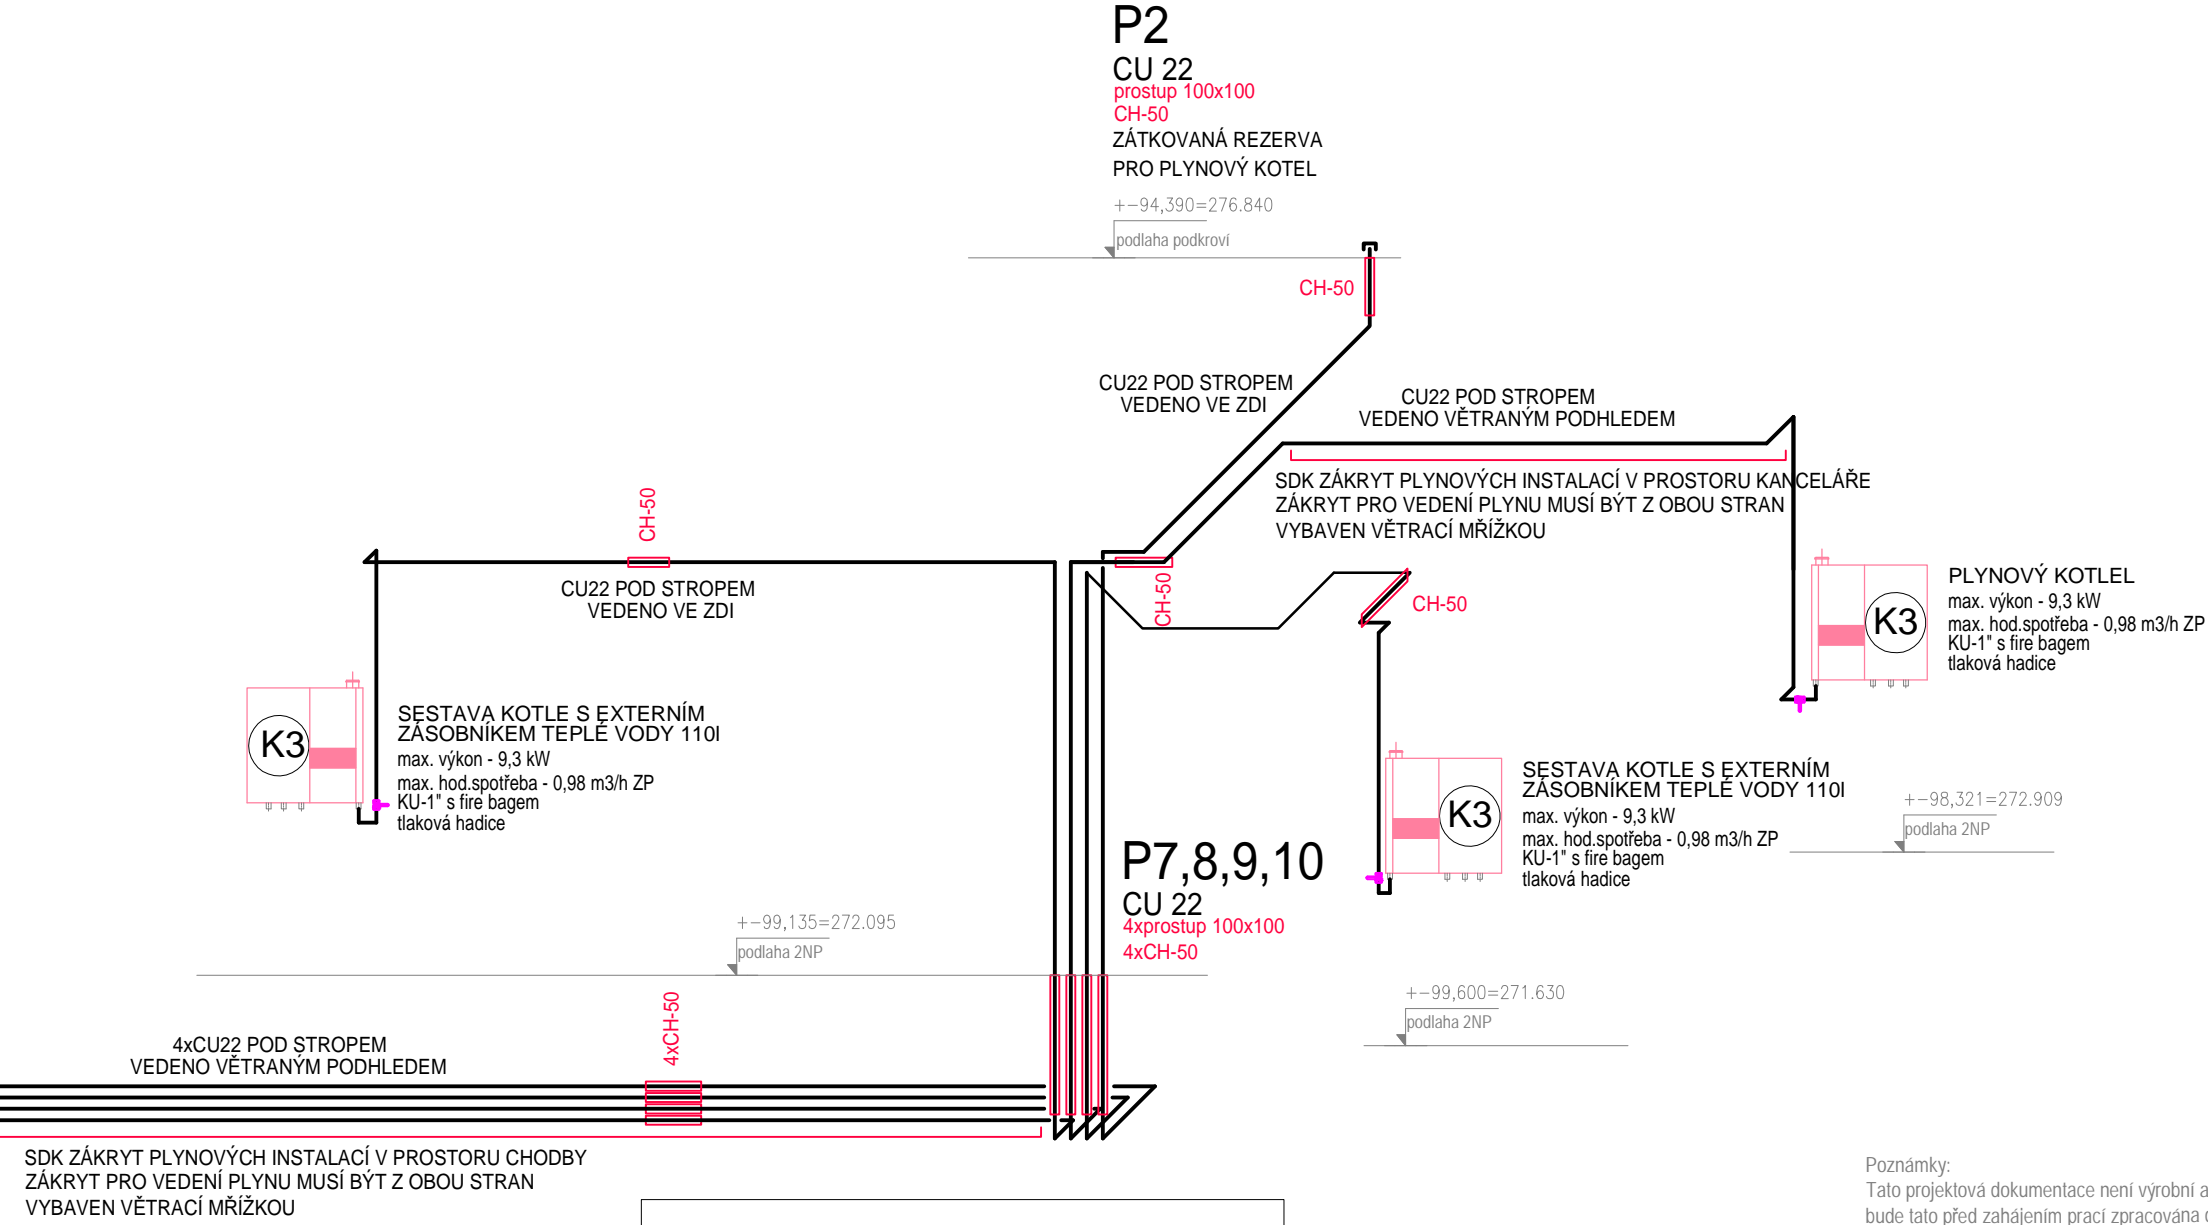 P2
CU 22
prostup 100x100
CH-50
ZÁTKOVANÁ REZERVA
PRO PLYNOVÝ KOTEL
+-94,390=276.840
podlaha podkroví
CH-50
CU22 POD STROPEM
VEDENO VE ZDI
CU22 POD STROPEM
VEDENO VĚTRANÝM PODHLEDEM
SDK ZÁKRYT PLYNOVÝCH INSTALACÍ V PROSTORU KANCELÁŘE
ZÁKRYT PRO VEDENÍ PLYNU MUSÍ BÝT Z OBOU STRAN
VYBAVEN VĚTRACÍ MŘÍŽKOU
CH-50
CU22 POD STROPEM
VEDENO VE ZDI
CH-50
CH-50
K3
PLYNOVÝ KOTLEL
max. výkon - 9,3 kW
max. hod.spotřeba - 0,98 m3/h ZP
KU-1" s fire bagem
tlaková hadice
K3
SESTAVA KOTLE S EXTERNÍM
ZÁSOBNÍKEM TEPLÉ VODY 110l
max. výkon - 9,3 kW
max. hod.spotřeba - 0,98 m3/h ZP
KU-1" s fire bagem
tlaková hadice
K3
SESTAVA KOTLE S EXTERNÍM
ZÁSOBNÍKEM TEPLÉ VODY 110l
max. výkon - 9,3 kW
max. hod.spotřeba - 0,98 m3/h ZP
KU-1" s fire bagem
tlaková hadice
+-98,321=272.909
podlaha 2NP
P7,8,9,10
CU 22
4xprostup 100x100
4xCH-50
+-99,135=272.095
podlaha 2NP
+-99,600=271.630
podlaha 2NP
4xCH-50
4xCU22 POD STROPEM
VEDENO VĚTRANÝM PODHLEDEM
SDK ZÁKRYT PLYNOVÝCH INSTALACÍ V PROSTORU CHODBY
ZÁKRYT PRO VEDENÍ PLYNU MUSÍ BÝT Z OBOU STRAN
VYBAVEN VĚTRACÍ MŘÍŽKOU
Poznámky:
Tato projektová dokumentace není výrobní a
bude tato před zahájením prací zpracována